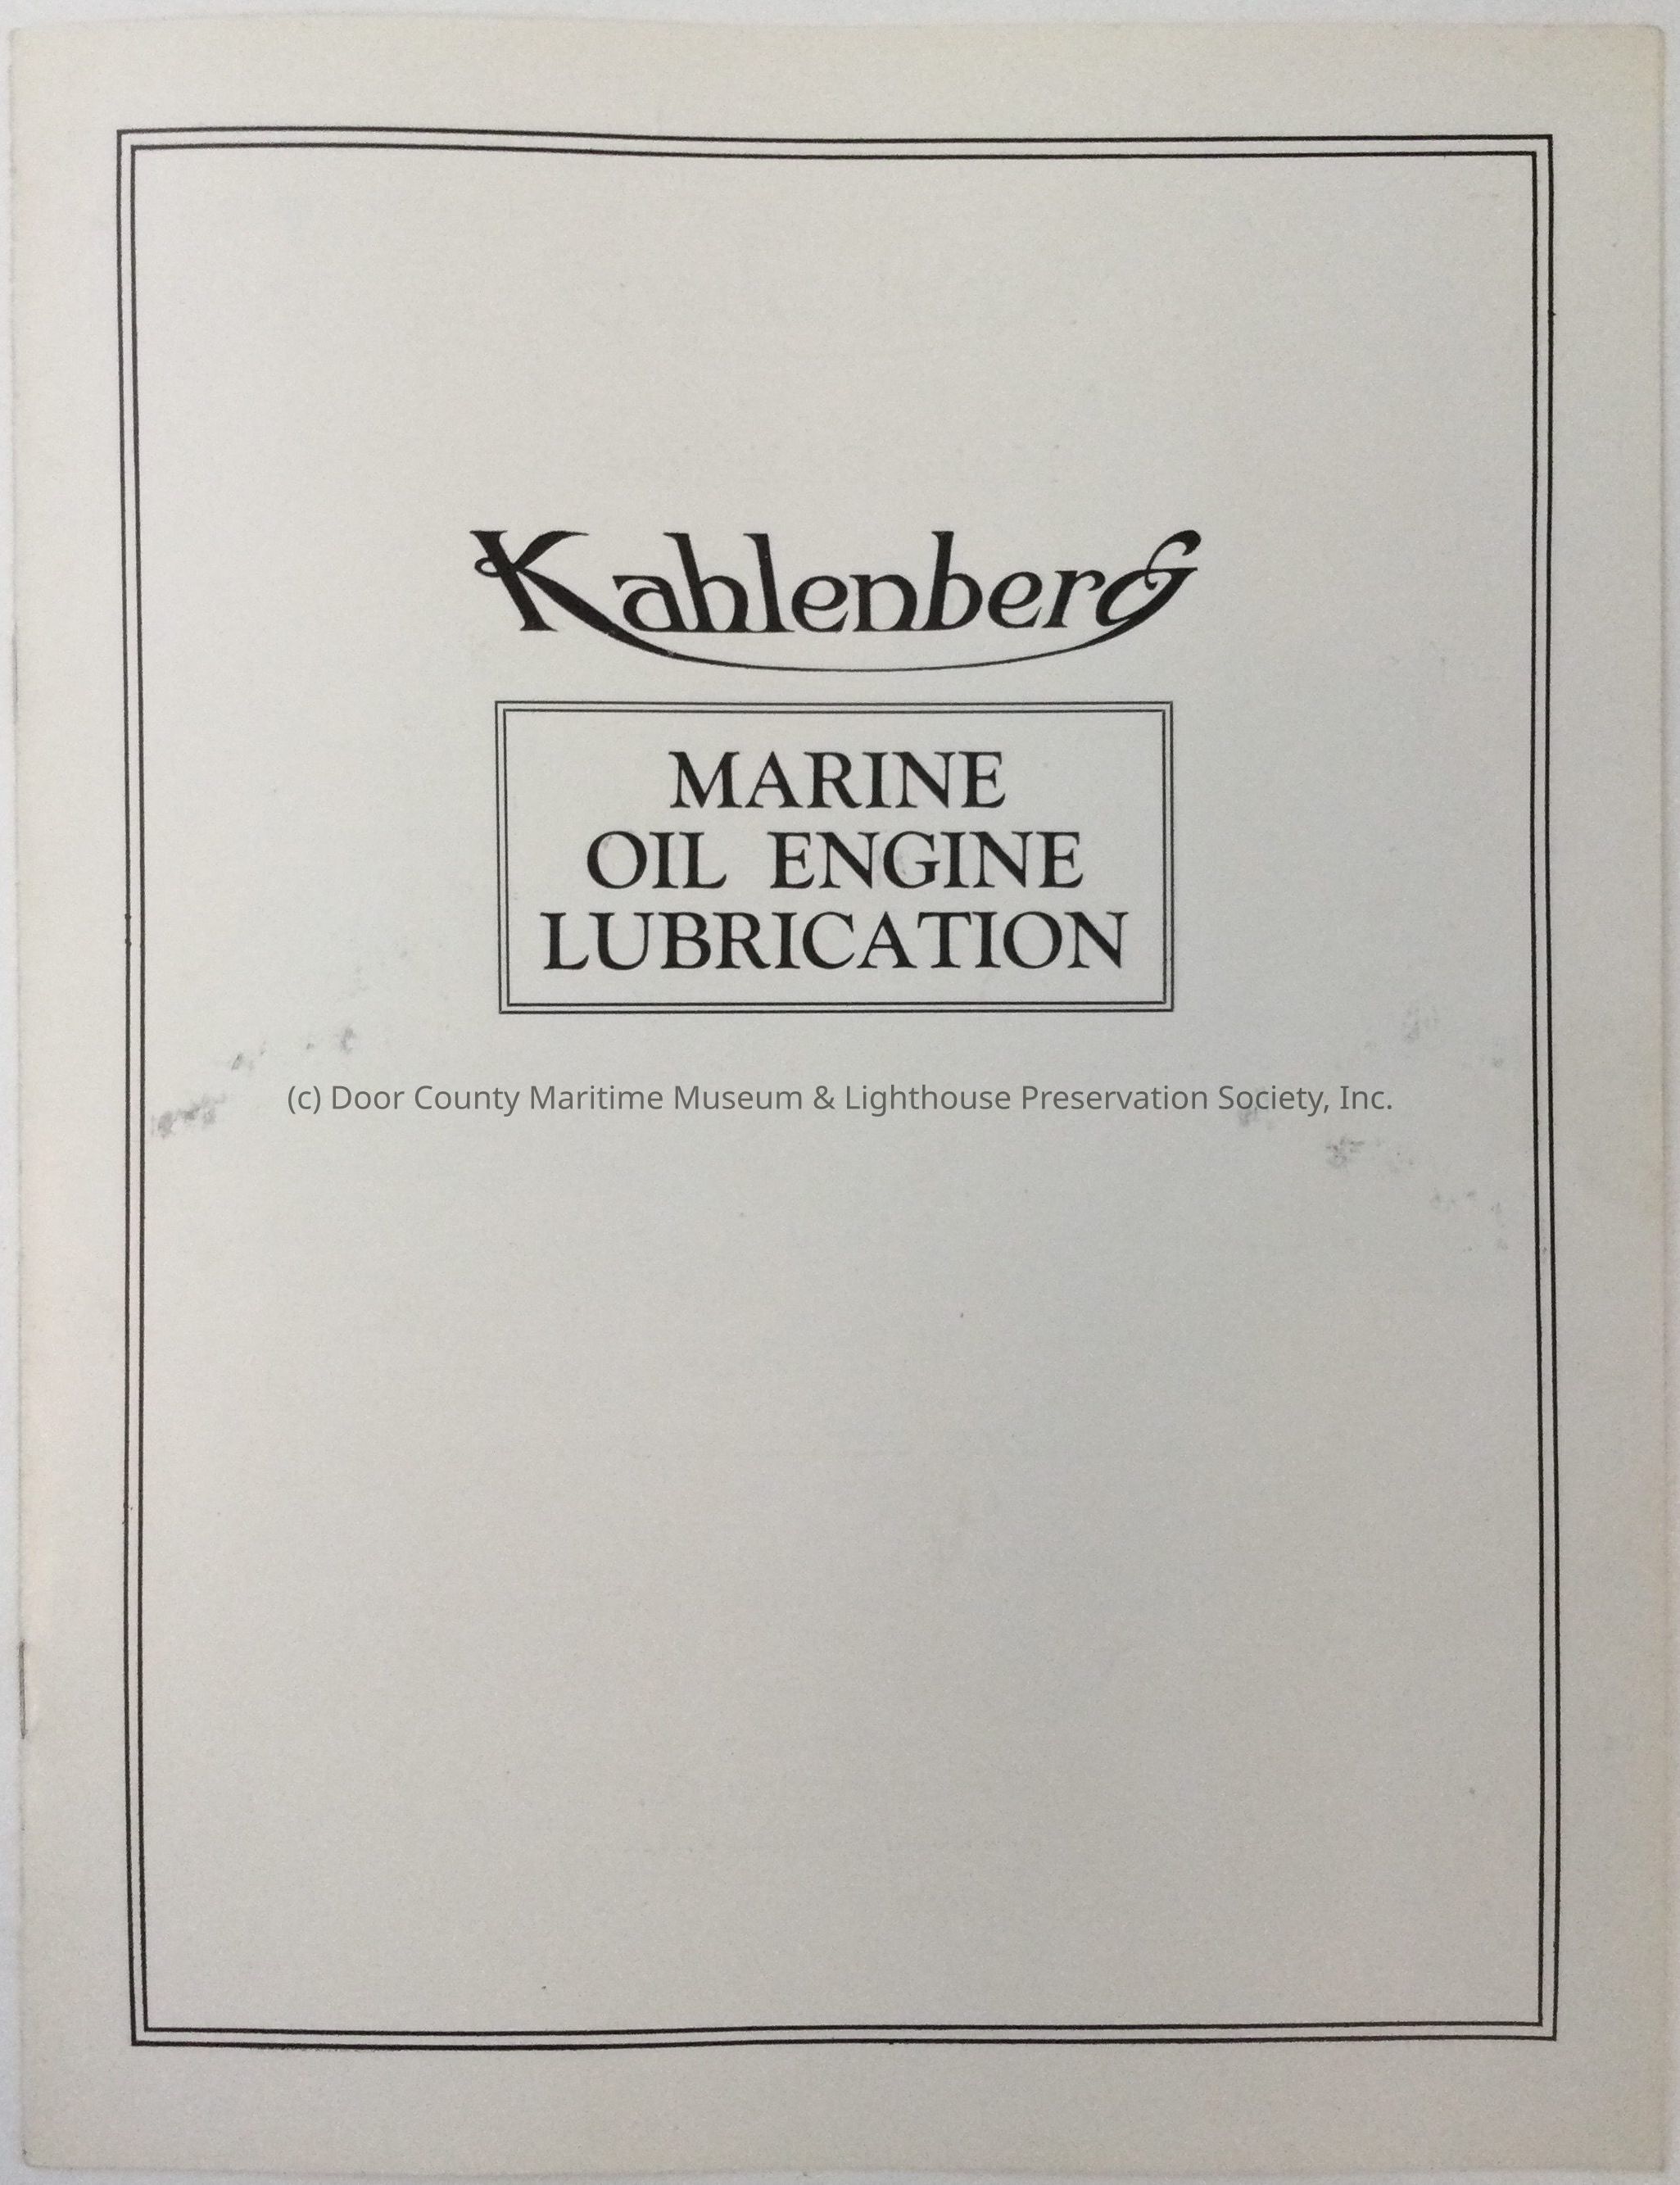 Kahlenberg
MARINE
OIL ENGINE
LUBRICATION
(c) Door County Maritime Museum & Lighthouse Preservation Society, Inc.